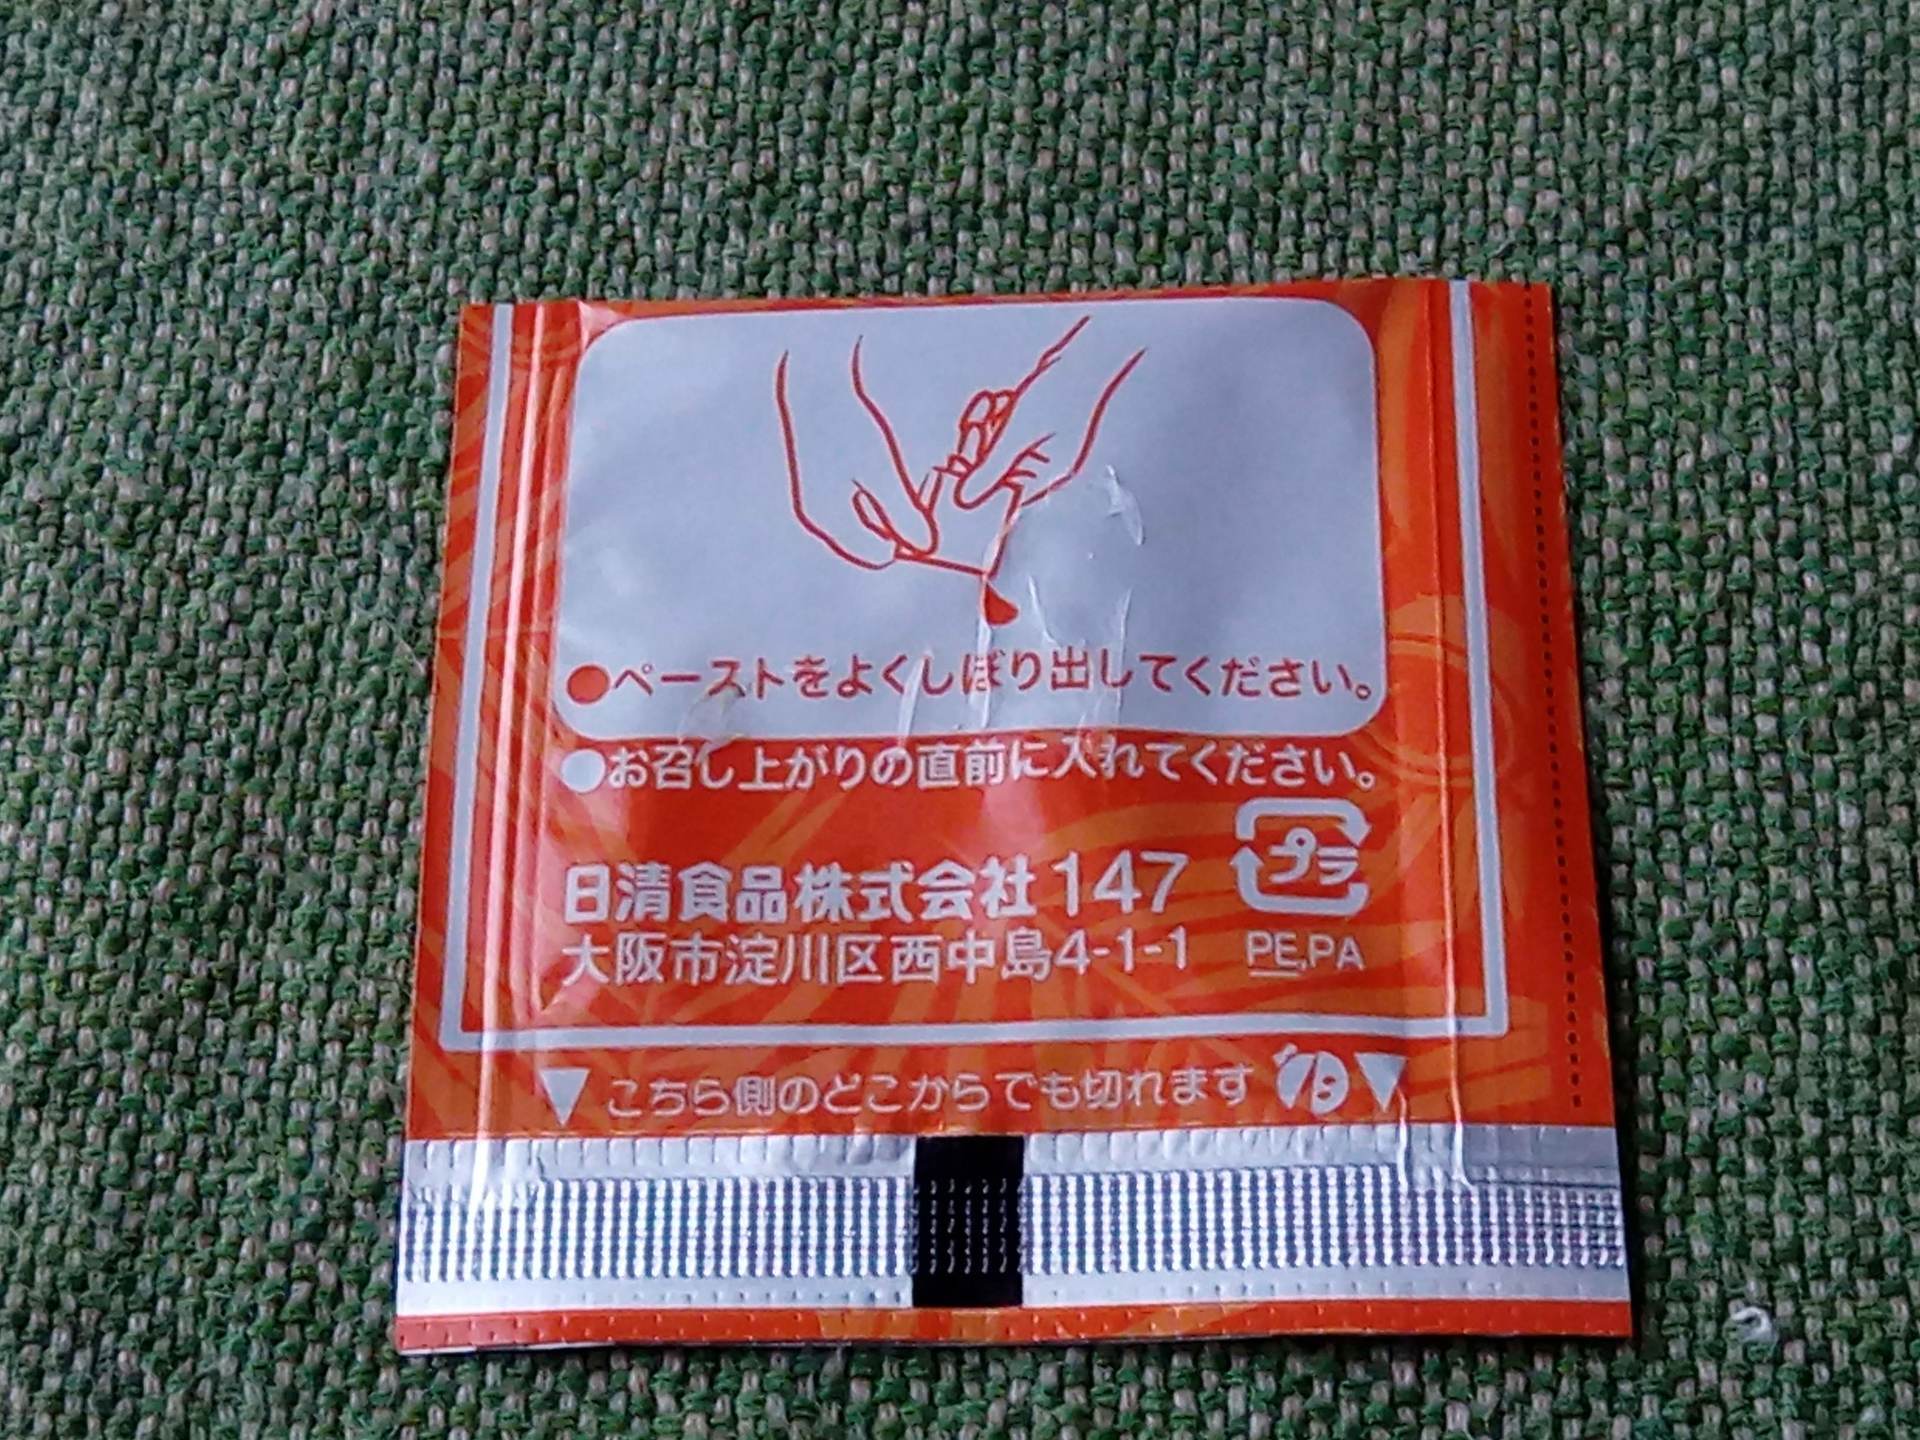 ●ペーストをよくしぼり出してください。
●お召し上がりの直前に入れてください。
プラ
日清食品株式会社147
大阪市淀川区西中島4-1-1 PE,PA
▼こちら側のどこからでも切れます▼